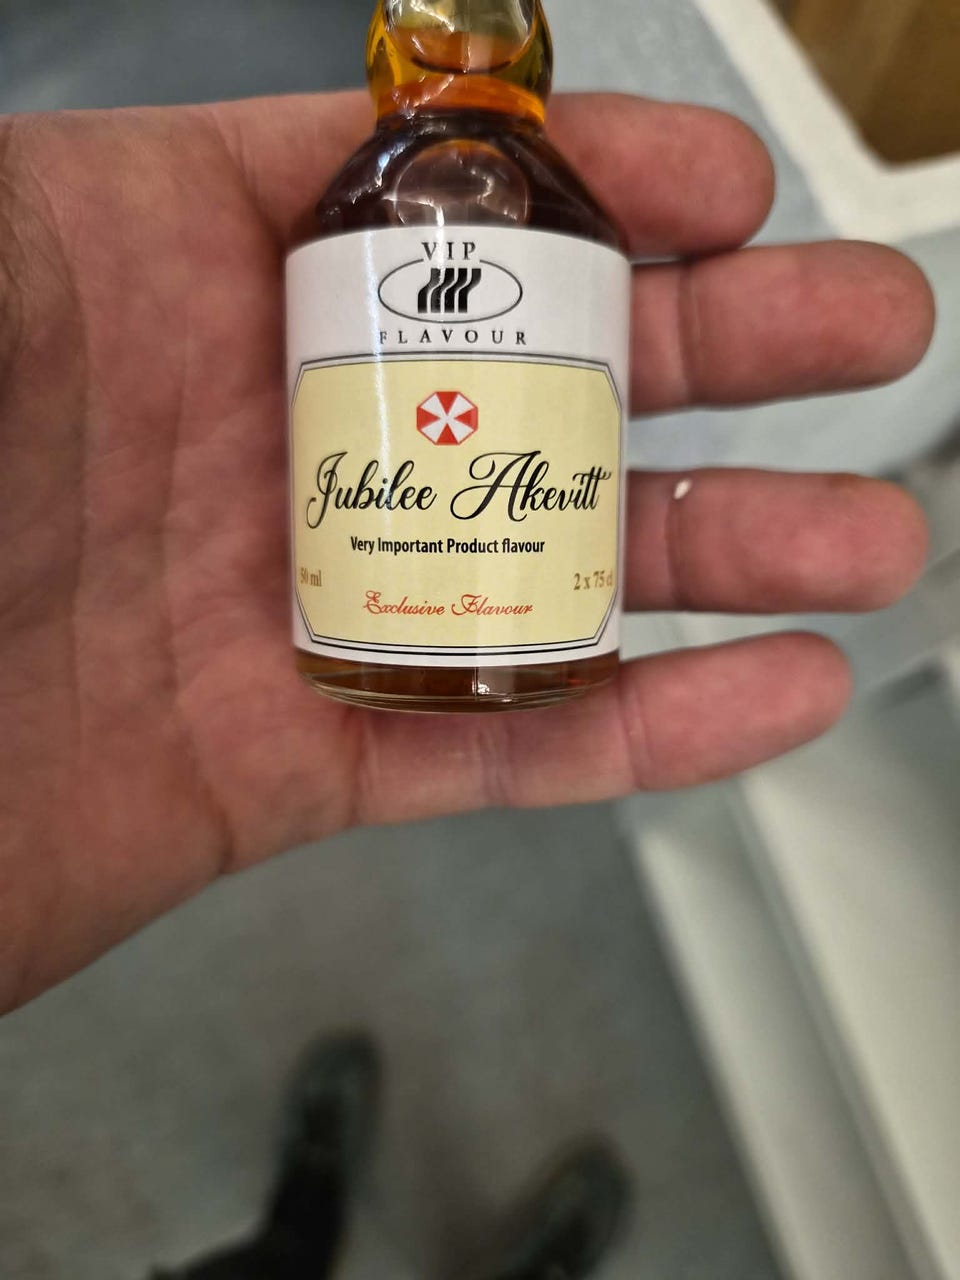 VIP
FLAVOUR
Jubilee Akevitt
Very Important Product flavour
50 ml
2 x 75 cl
Exclusive Flavour